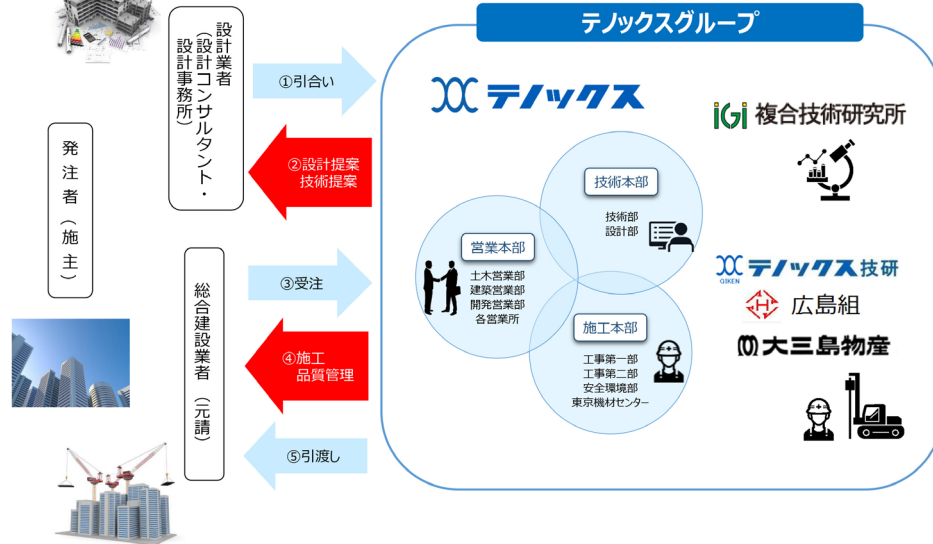 テノックスグループ
設計業者
（設計コンサルタント・
設計事務所）
発注者（施主）
総合建設業者（元請）
①引合い
②設計提案
技術提案
③受注
④施工
品質管理
⑤引渡し
テノックス
技術本部
技術部
設計部
営業本部
土木営業部
建築営業部
開発営業部
各営業所
施工本部
工事第一部
工事第二部
安全環境部
東京機材センター
iGi 複合技術研究所
テノックス技研
GIKEN
広島組
大三島物産